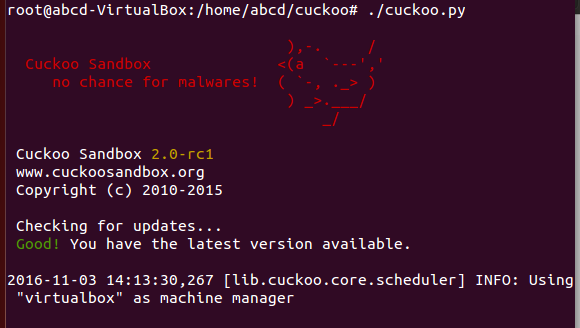 root@abcd-VirtualBox:/home/abcd/cuckoo# ./cuckoo.py
                               ),-.     /
  Cuckoo Sandbox              <(a  `---','
     no chance for malwares!  ( `-, ._> )
                               ) _>.___/
                                   _/
 Cuckoo Sandbox 2.0-rc1
 www.cuckoosandbox.org
 Copyright (c) 2010-2015
 Checking for updates...
 Good! You have the latest version available.
2016-11-03 14:13:30,267 [lib.cuckoo.core.scheduler] INFO: Using
 "virtualbox" as machine manager